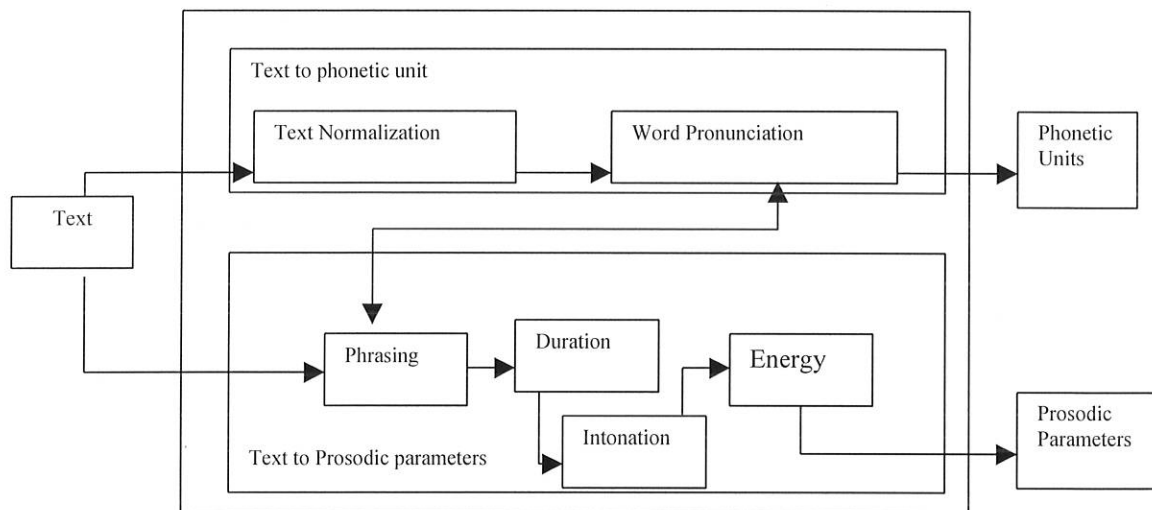 Text to phonetic unit
Text Normalization
Word Pronunciation
Phonetic
Units
Text
Phrasing
Duration
Intonation
Energy
Text to Prosodic parameters
Prosodic
Parameters